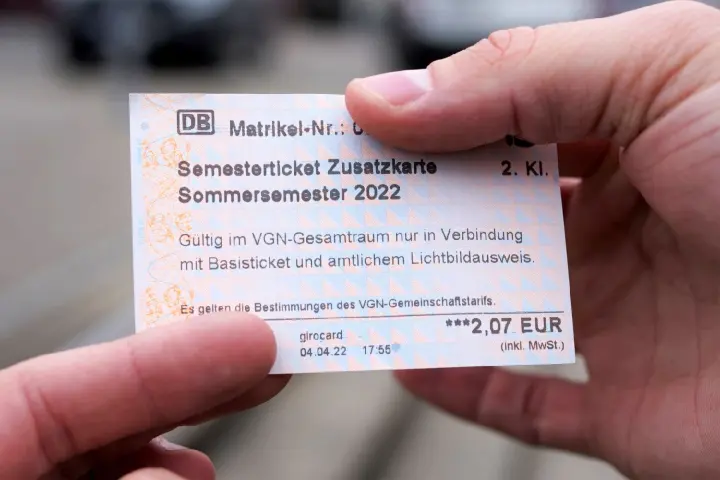 DB Matrikel-Nr.:
Semesterticket Zusatzkarte 2. Kl.
Sommersemester 2022
Gültig im VGN-Gesamtraum nur in Verbindung
mit Basisticket und amtlichem Lichtbildausweis.
Es gelten die Bestimmungen des VGN-Gemeinschaftstarifs.
***2,07 EUR
girocard (inkl. MwSt.)
04.04.22 17:55